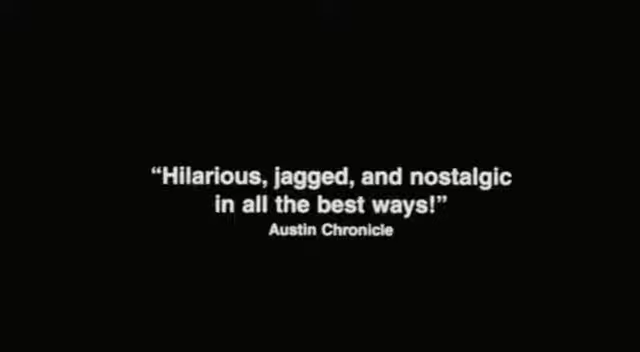 “Hilarious, jagged, and nostalgic
in all the best ways!”
Austin Chronicle